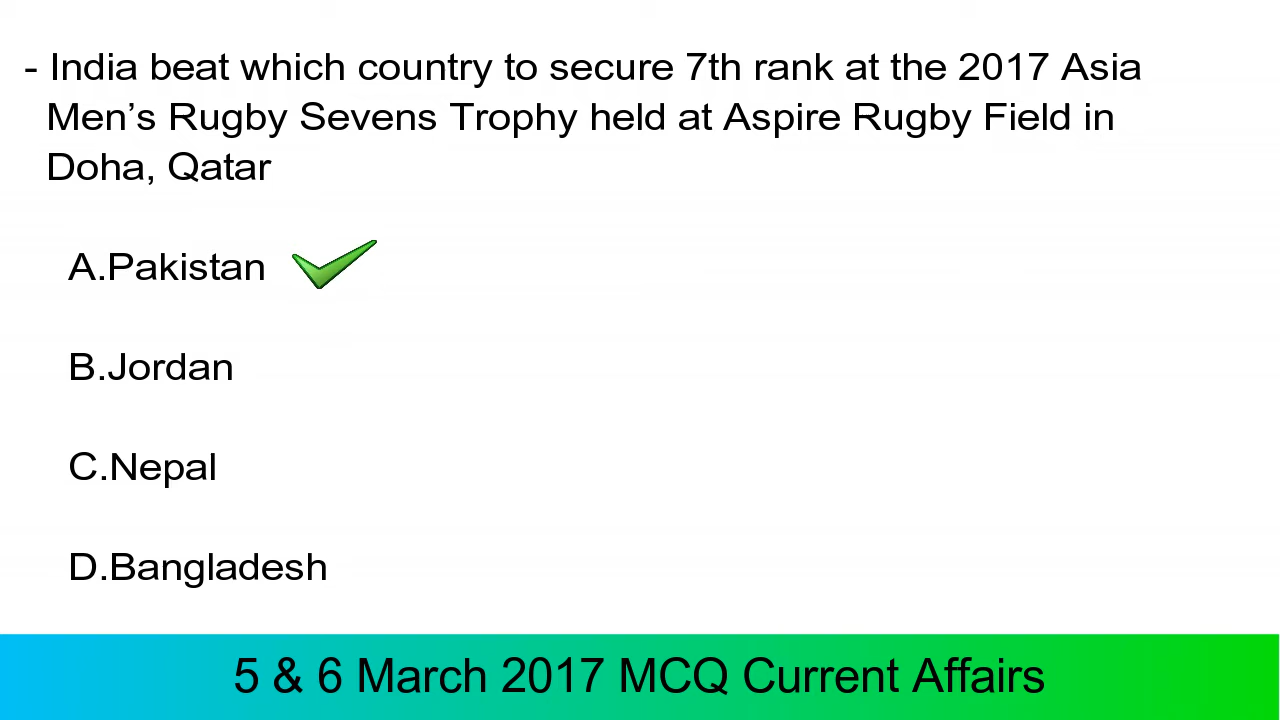 - India beat which country to secure 7th rank at the 2017 Asia
Men’s Rugby Sevens Trophy held at Aspire Rugby Field in
Doha, Qatar
A.Pakistan
B.Jordan
C.Nepal
D.Bangladesh
5 & 6 March 2017 MCQ Current Affairs